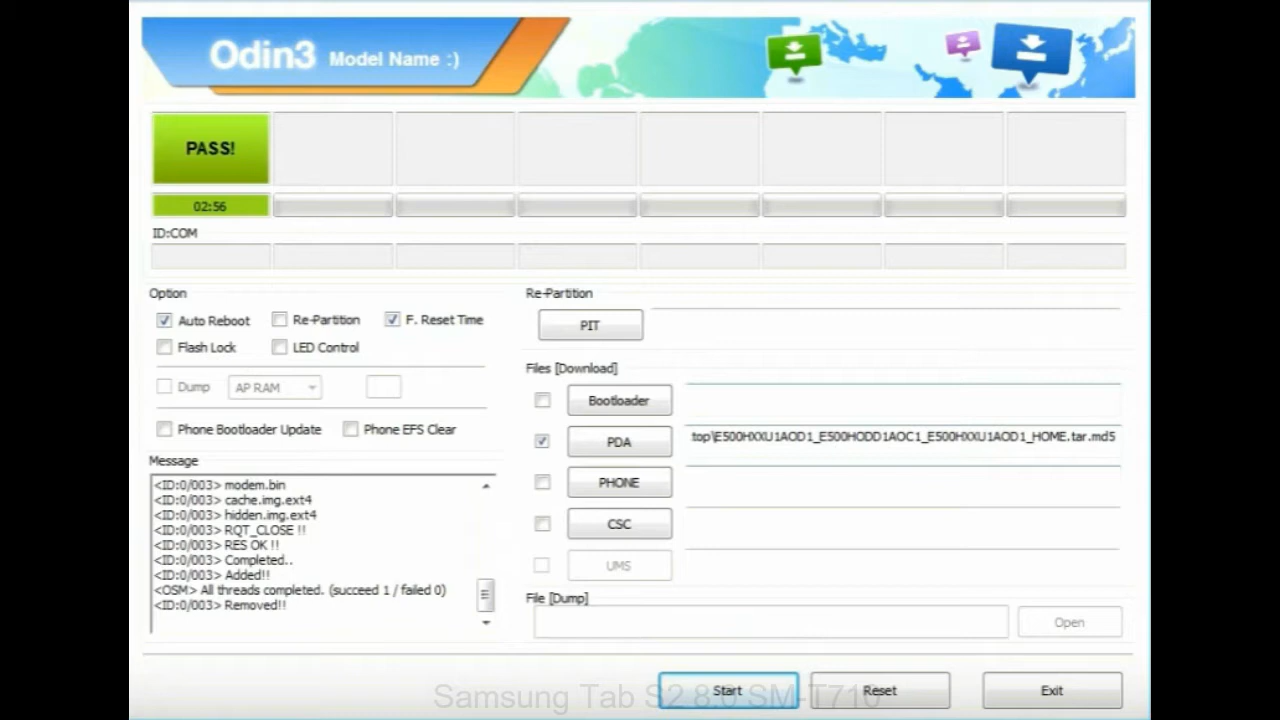 Odin3 Model Name :)
PASS!
02:56
ID:COM
Option
Auto Reboot Re-Partition F. Reset Time
Flash Lock LED Control
Dump AP RAM
Phone Bootloader Update Phone EFS Clear
Message
<ID:0/003> modem.bin
<ID:0/003> cache.img.ext4
<ID:0/003> hidden.img.ext4
<ID:0/003> RQT_CLOSE !!
<ID:0/003> RES OK !!
<ID:0/003> Completed..
<ID:0/003> Added!!
<OSM> All threads completed. (succeed 1 / failed 0)
<ID:0/003> Removed!!
Re-Partition
PIT
Files [Download]
Bootloader
PDA top\E500HXXU1AOD1_E500HODD1AOC1_E500HXXU1AOD1_HOME.tar.md5
PHONE
CSC
UMS
File [Dump]
Open
Start Reset Exit
Samsung Tab S2 8.0 SM-T710